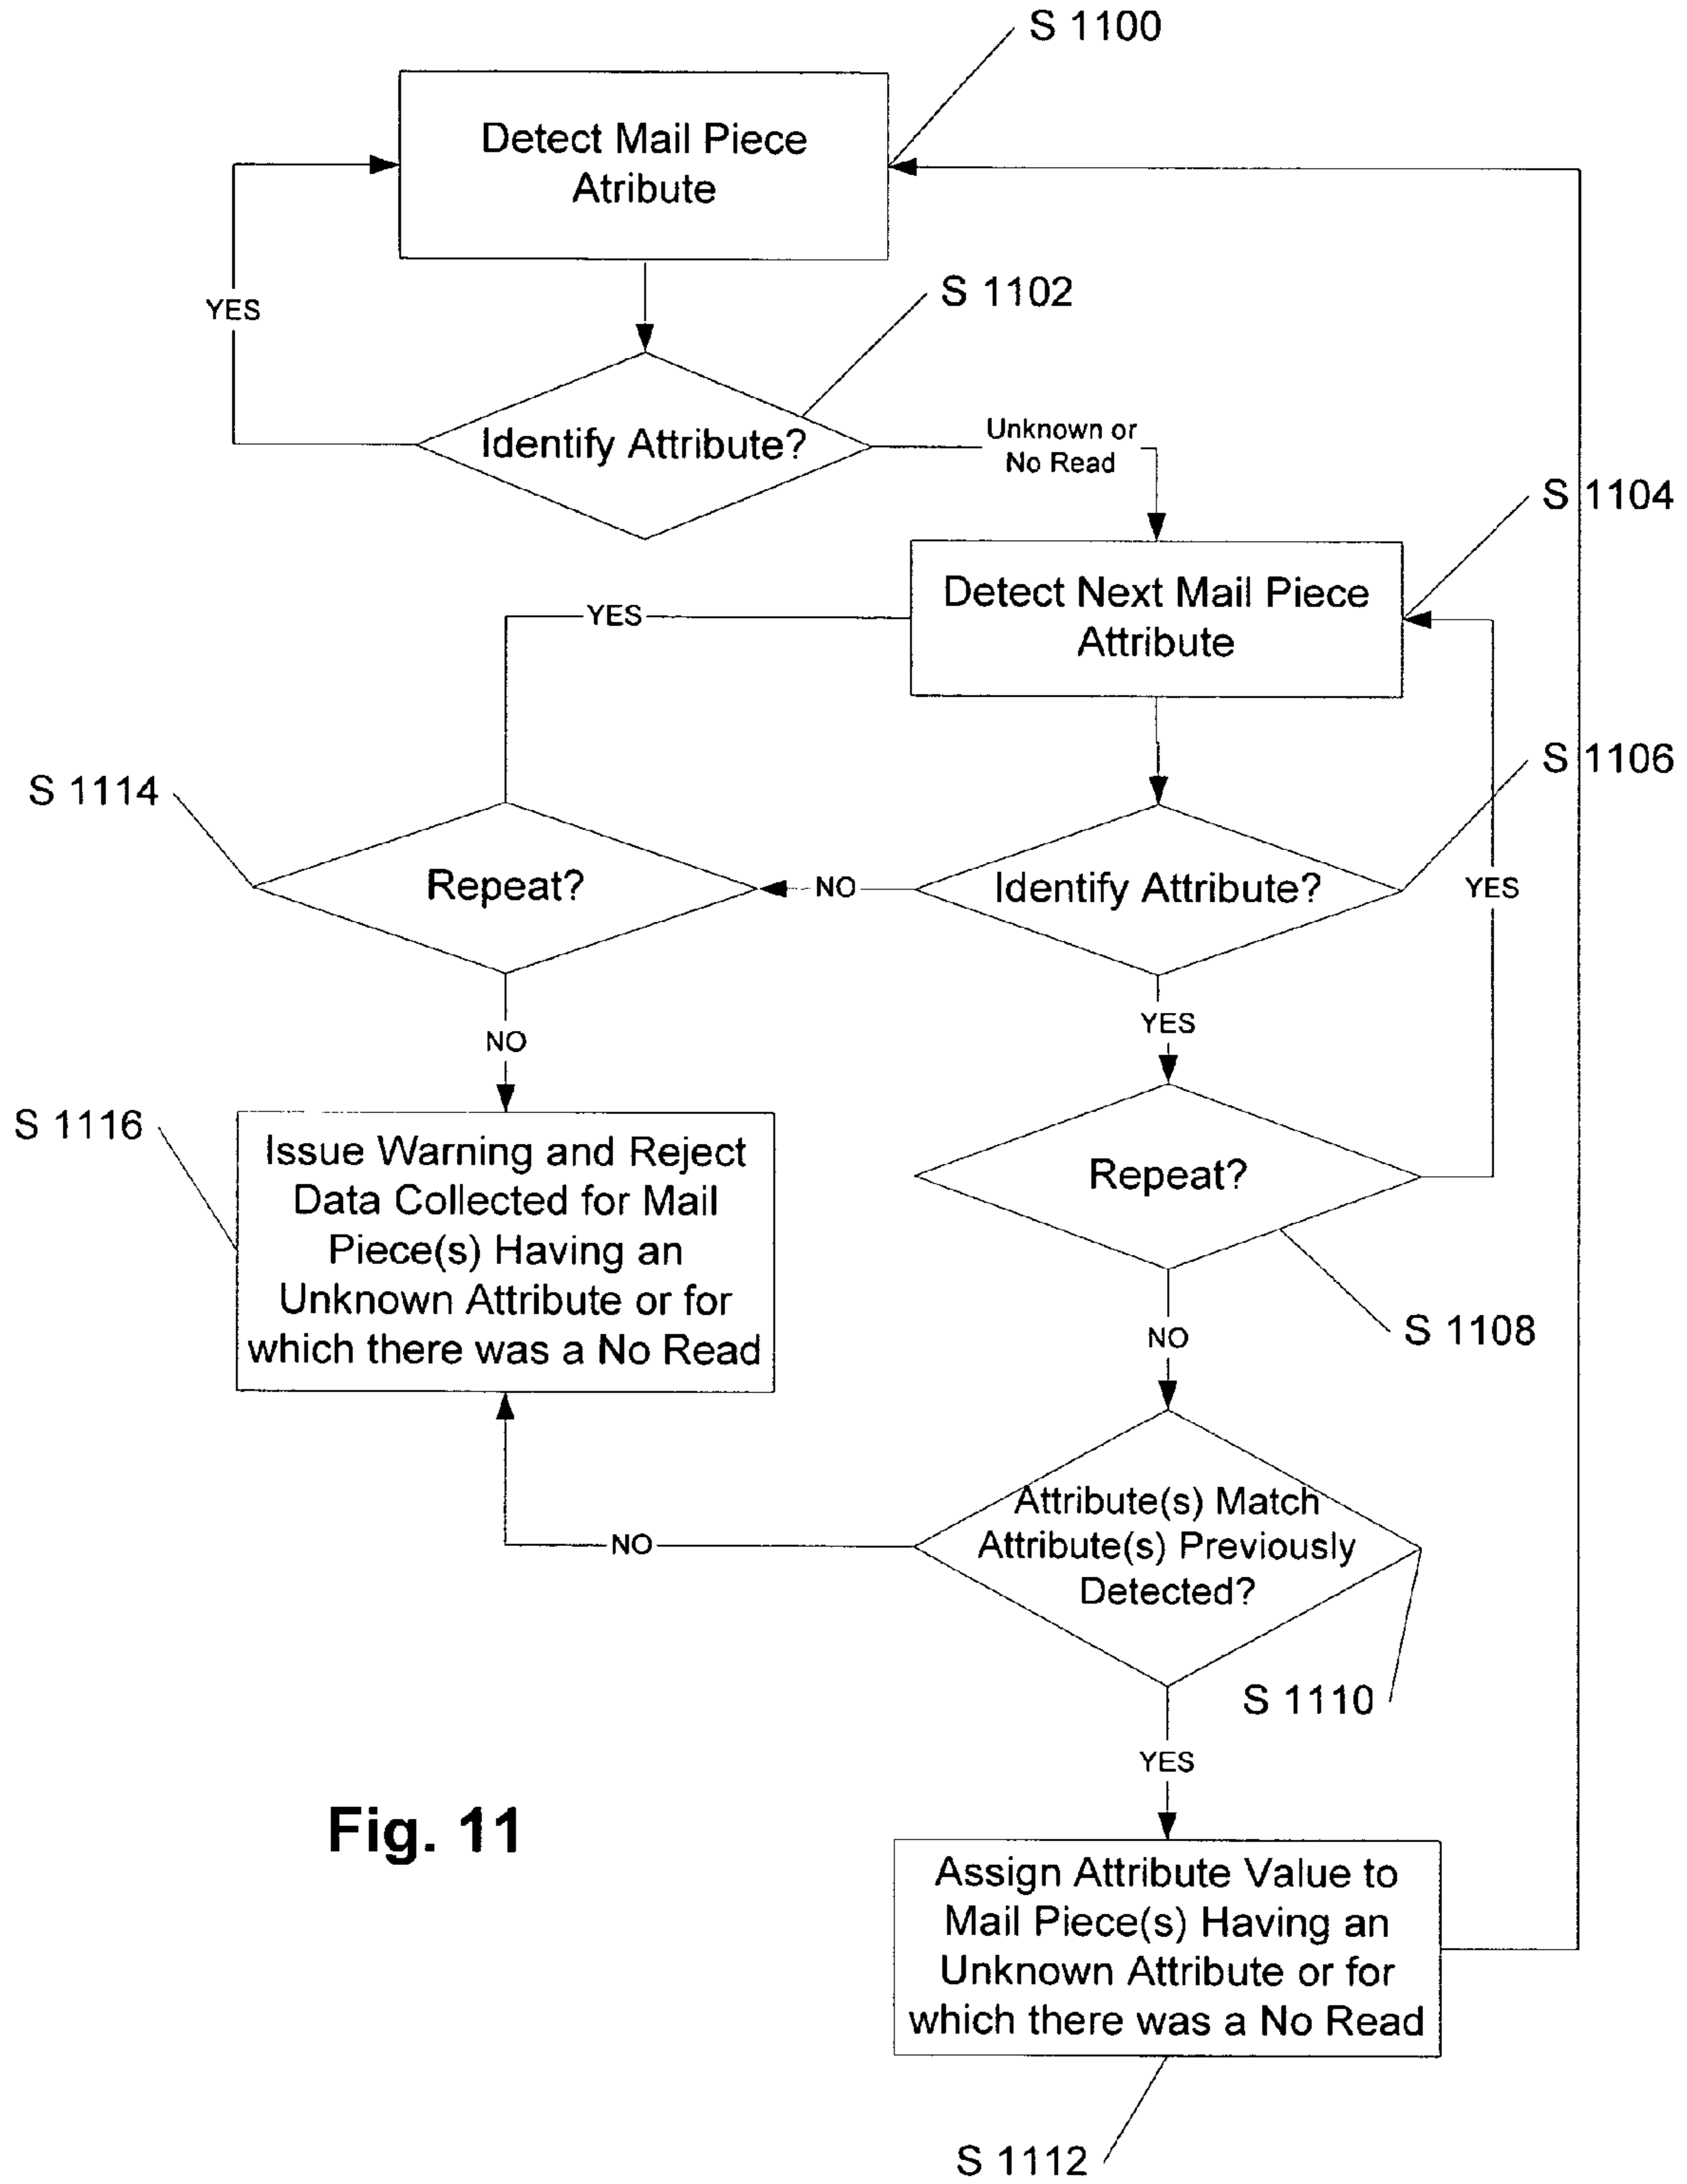 S 1100
Detect Mail Piece
Atribute
YES
S 1102
Identify Attribute?
Unknown or
No Read
S 1104
Detect Next Mail Piece
Attribute
YES
S 1106
S 1114
Repeat?
NO
Identify Attribute?
YES
NO
YES
S 1116
Issue Warning and Reject
Data Collected for Mail
Piece(s) Having an
Unknown Attribute or for
which there was a No Read
Repeat?
S 1108
NO
Attribute(s) Match
Attribute(s) Previously
Detected?
NO
S 1110
YES
Fig. 11
Assign Attribute Value to
Mail Piece(s) Having an
Unknown Attribute or for
which there was a No Read
S 1112